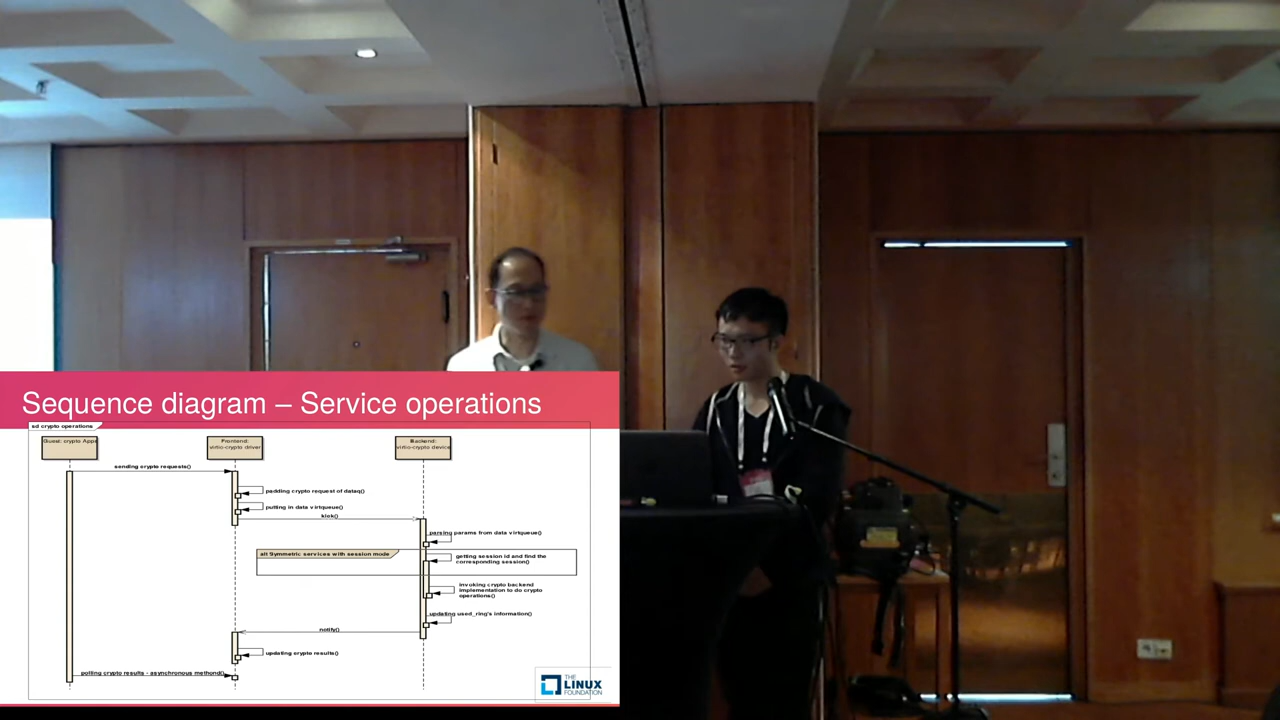 Sequence diagram – Service operations
sd crypto operations
Guest: crypto Apps
Frontend:
virtio-crypto driver
Backend:
virtio-crypto device
sending crypto requests()
padding crypto request of dataq()
putting in data virtqueue()
kick()
parsing params from data virtqueue()
alt Symmetric services with session mode
getting session id and find the
corresponding session()
invoking crypto backend
implementation to do crypto
operations()
updating used_ring's information()
notify()
updating crypto results()
polling crypto results - asynchronous methond()
THE
LINUX
FOUNDATION